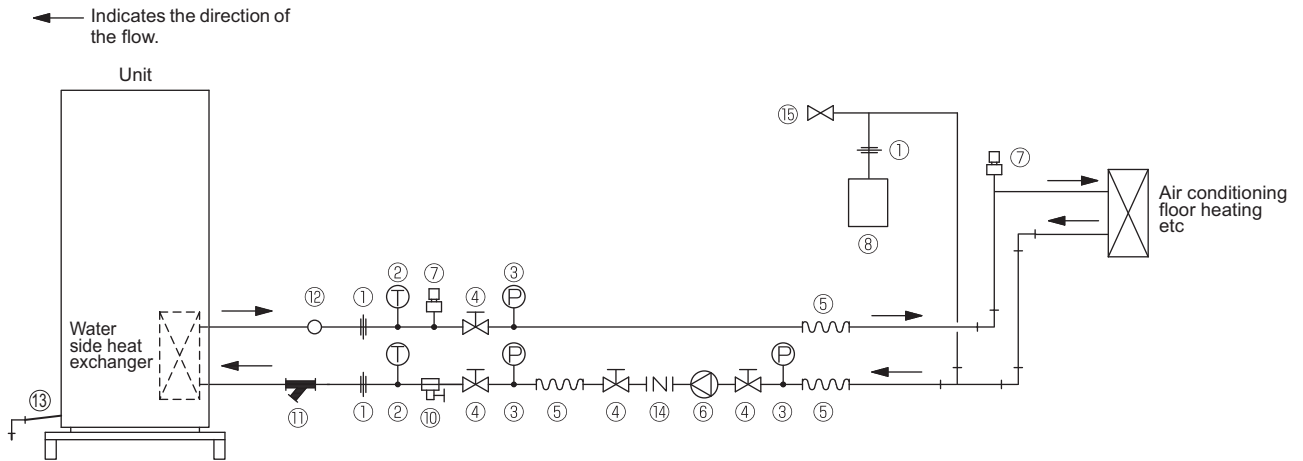 Indicates the direction of
the flow.
Unit
⑮
①
⑦
⑧
Air conditioning
floor heating
etc
② T
⑦
③ P
⑫
①
④
⑤
Water
side heat
exchanger
T
P
P
⑬
⑪
①
②
⑩
④
③
⑤
④
⑭
⑥
④
③
⑤